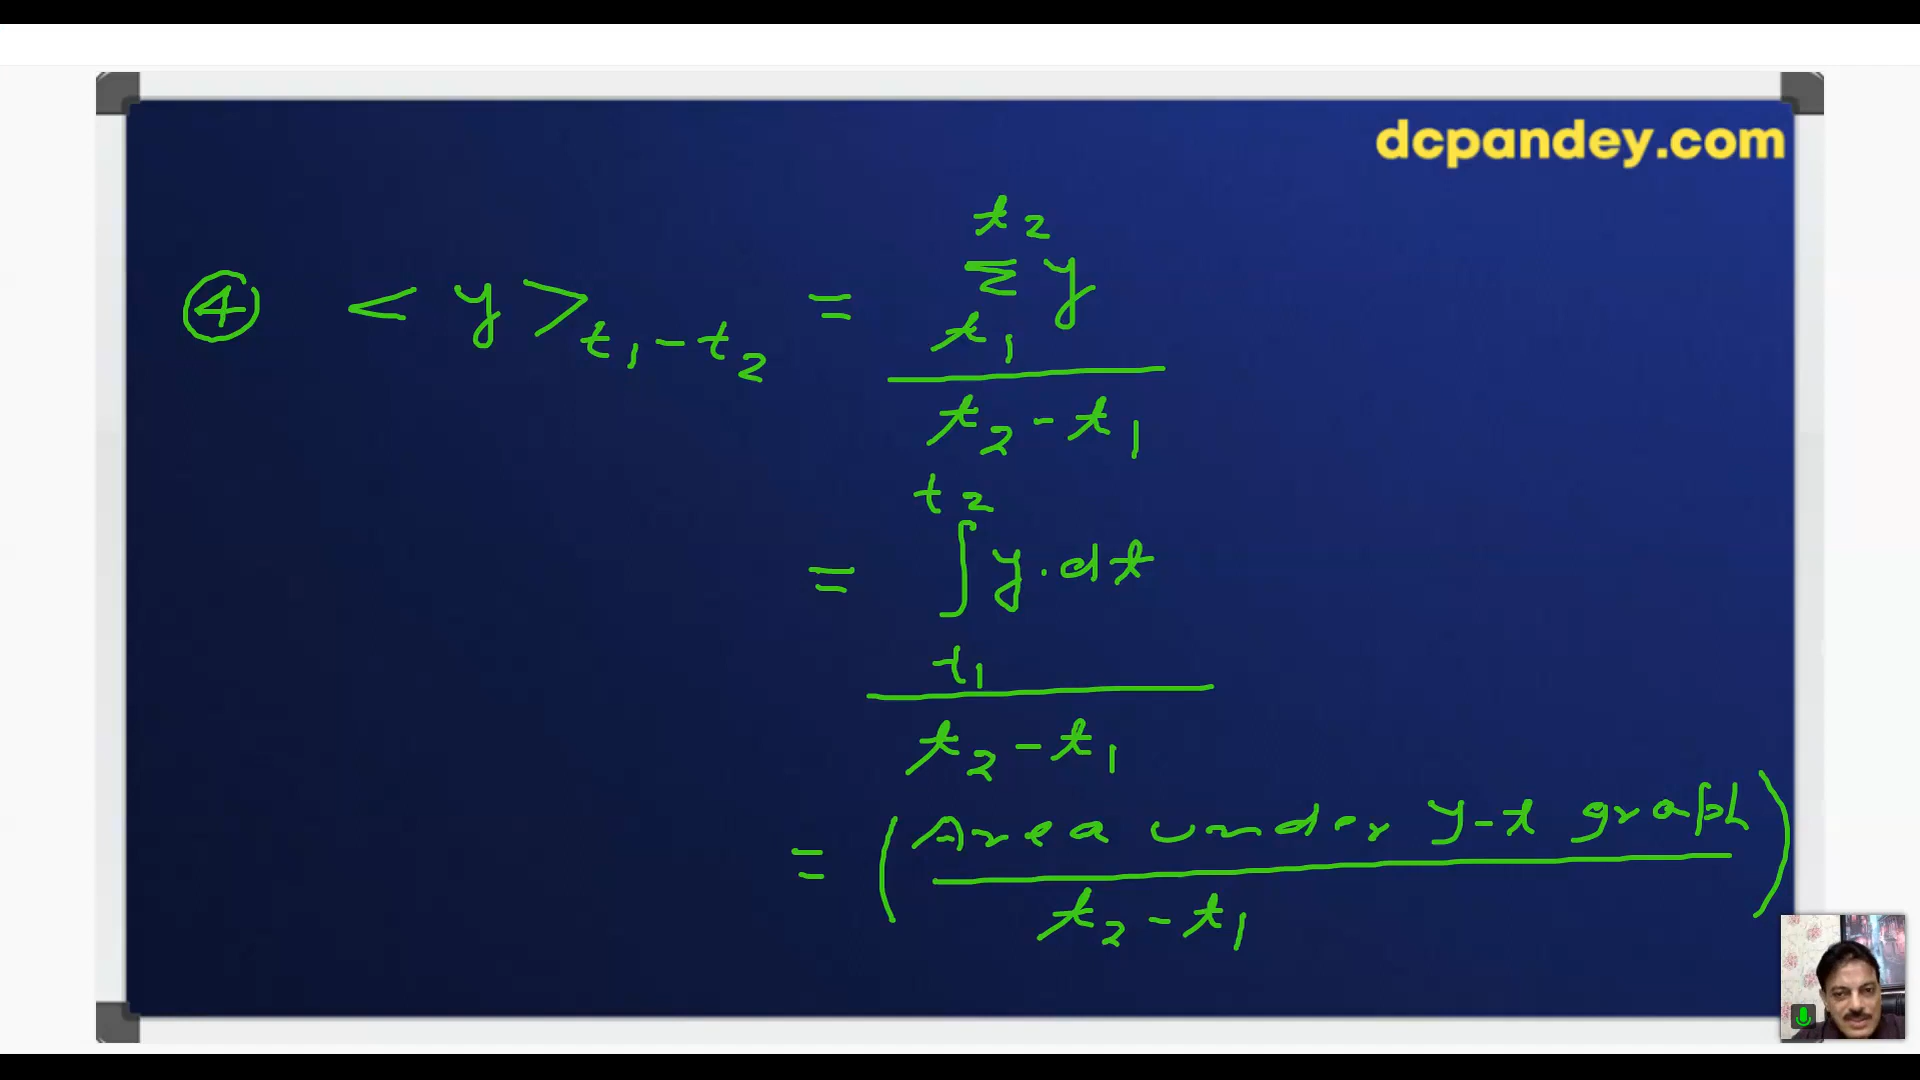 dcpandey.com
t2
④ < y >t1-t2 = Σ y
t1
t2 - t1
t2
= ∫ y . dt
t1
t2 - t1
= ( Area under y-t graph )
t2 - t1